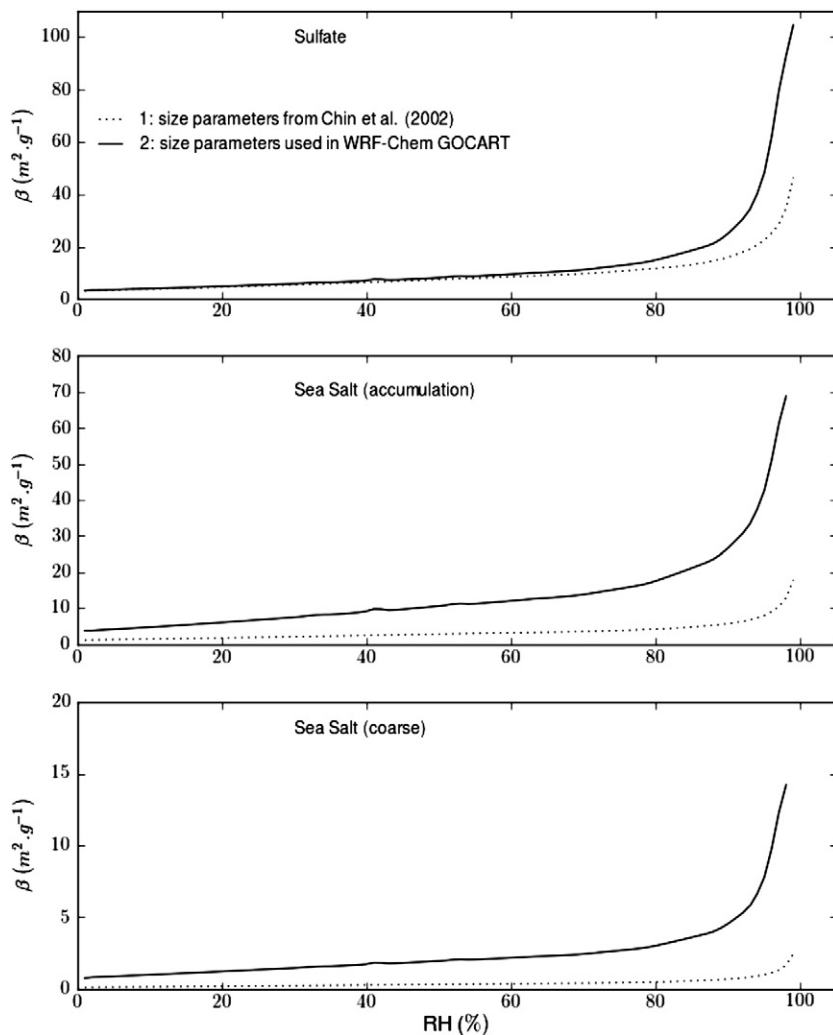 Sulfate
1: size parameters from Chin et al. (2002)
2: size parameters used in WRF-Chem GOCART
β (m².g⁻¹)
100
80
60
40
20
0
0 20 40 60 80 100
Sea Salt (accumulation)
β (m².g⁻¹)
80
70
60
50
40
30
20
10
0
0 20 40 60 80 100
Sea Salt (coarse)
β (m².g⁻¹)
20
15
10
5
0
0 20 40 60 80 100
RH (%)